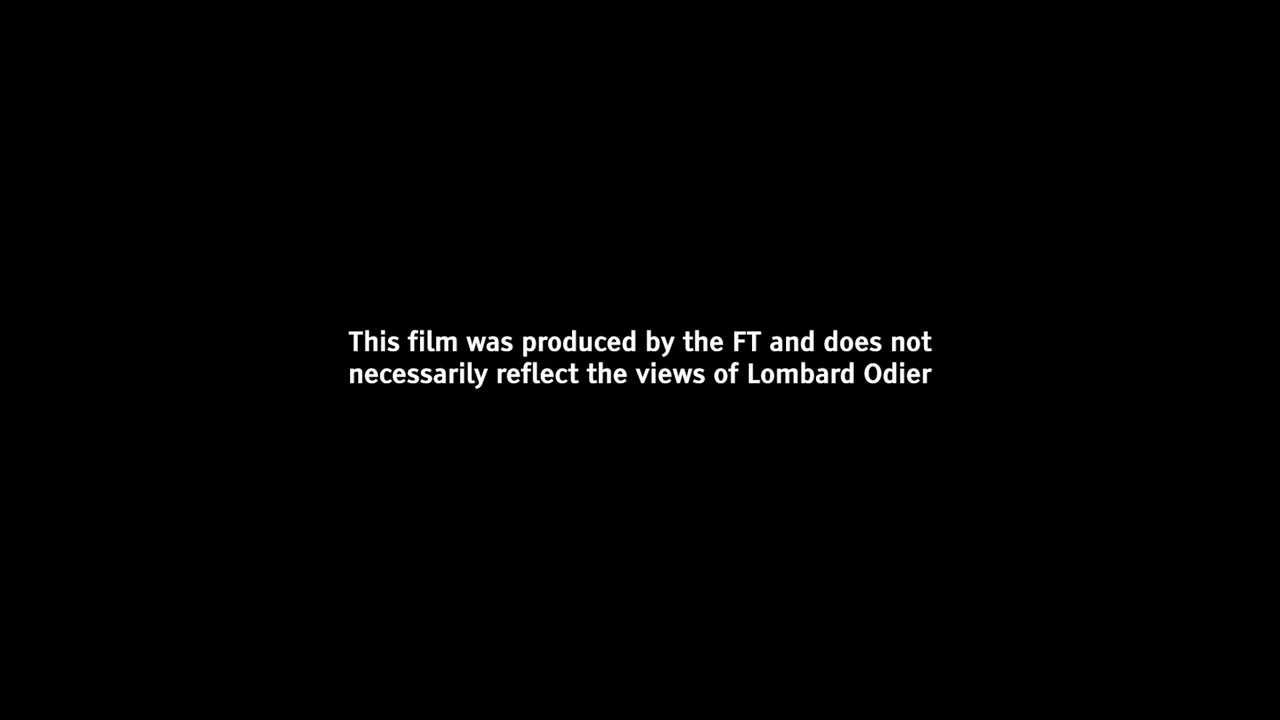 This film was produced by the FT and does not
necessarily reflect the views of Lombard Odier